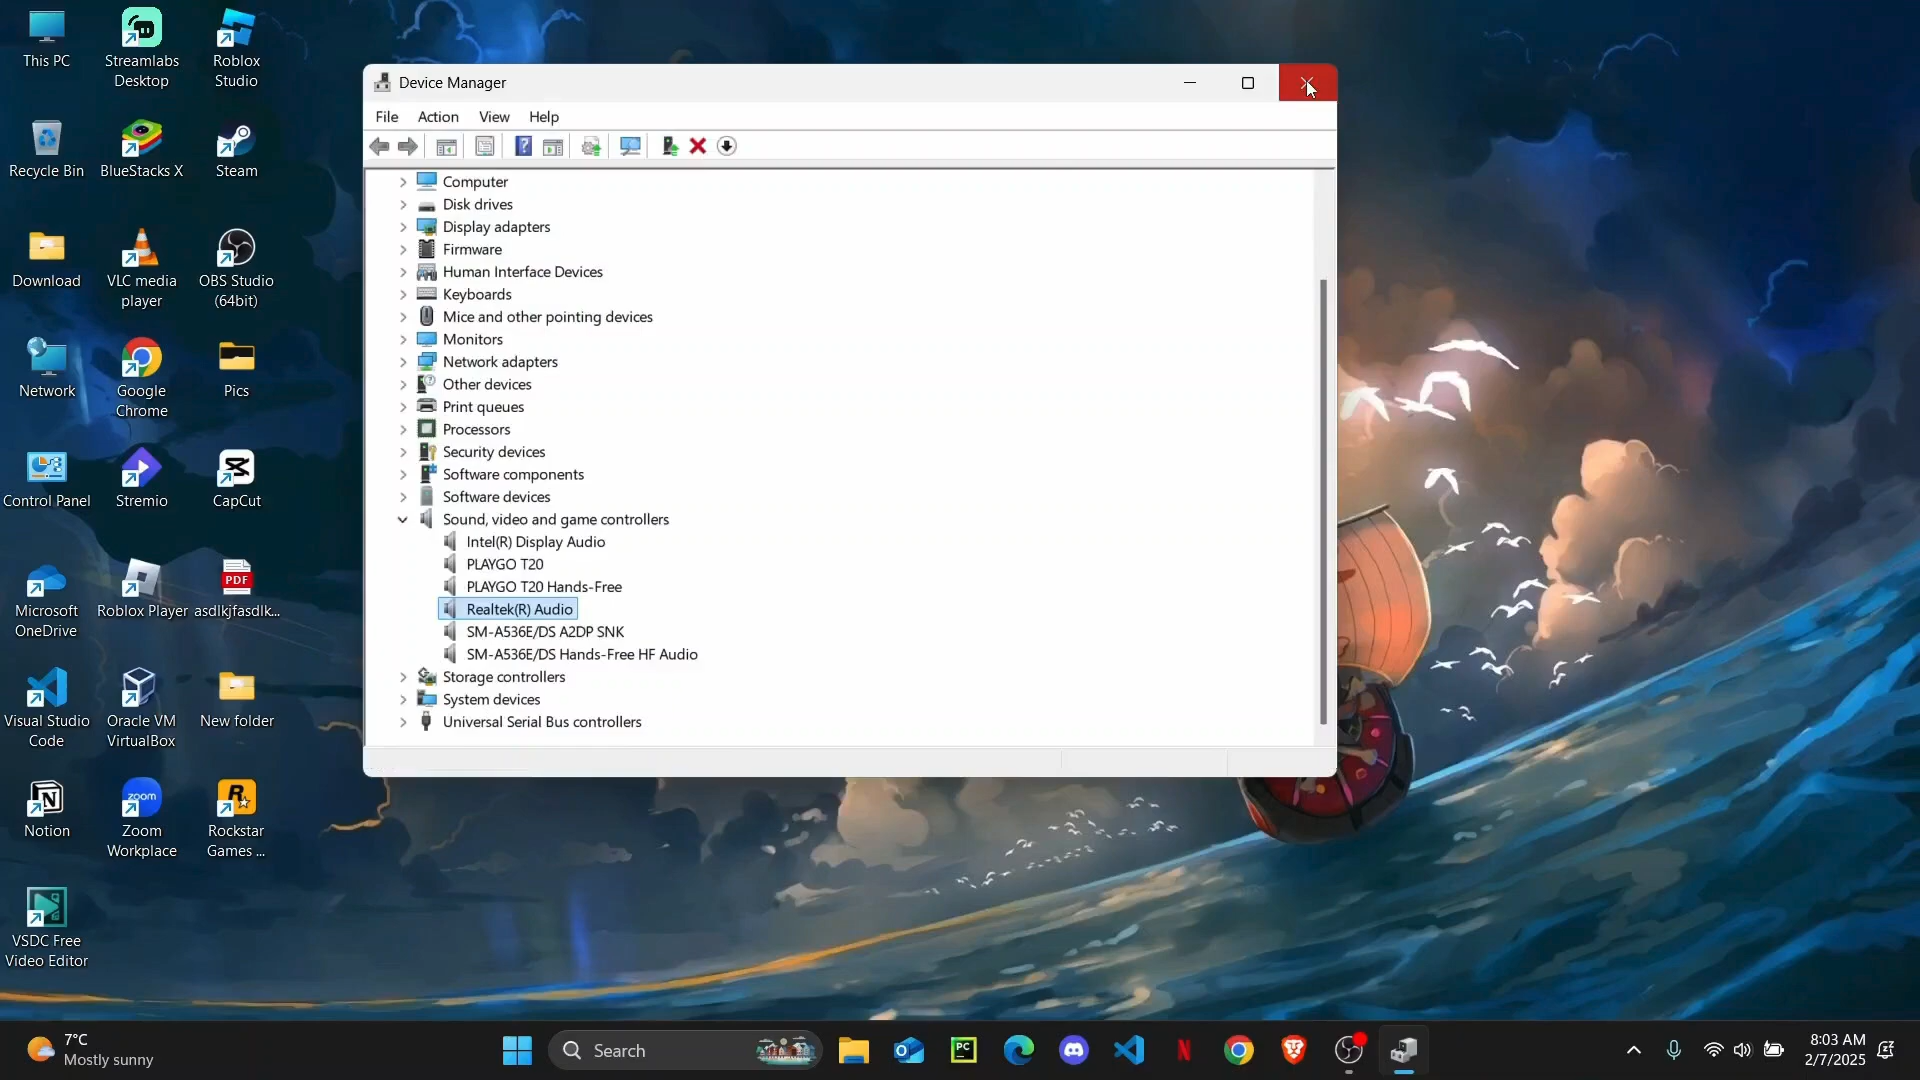 This PC
Streamlabs
Desktop
Roblox
Studio
Recycle Bin
BlueStacks X
Steam
Download
VLC media
player
OBS Studio
(64bit)
Network
Google
Chrome
Pics
Control Panel
Stremio
CapCut
Microsoft
OneDrive
Roblox Player
PDF
asdlkjfasdlk...
Visual Studio
Code
Oracle VM
VirtualBox
New folder
Notion
zoom
Zoom
Workplace
Rockstar
Games ...
VSDC Free
Video Editor
Device Manager
File Action View Help
Computer
Disk drives
Display adapters
Firmware
Human Interface Devices
Keyboards
Mice and other pointing devices
Monitors
Network adapters
Other devices
Print queues
Processors
Security devices
Software components
Software devices
Sound, video and game controllers
Intel(R) Display Audio
PLAYGO T20
PLAYGO T20 Hands-Free
Realtek(R) Audio
SM-A536E/DS A2DP SNK
SM-A536E/DS Hands-Free HF Audio
Storage controllers
System devices
Universal Serial Bus controllers
7°C
Mostly sunny
Search
PC
8:03 AM
2/7/2025